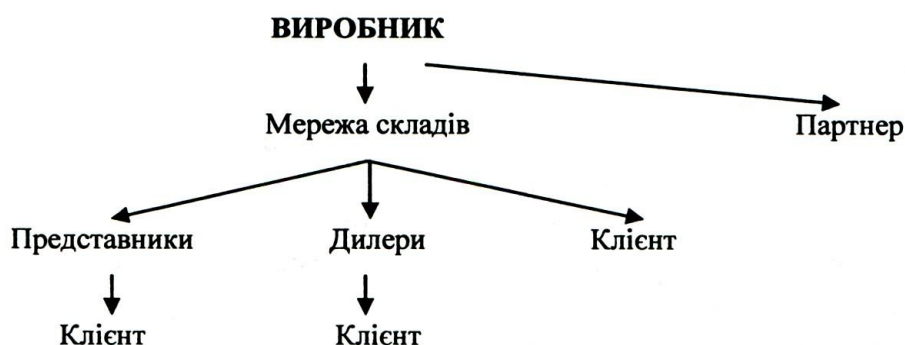 ВИРОБНИК
Мережа складів Партнер
Представники Дилери Клієнт
Клієнт Клієнт